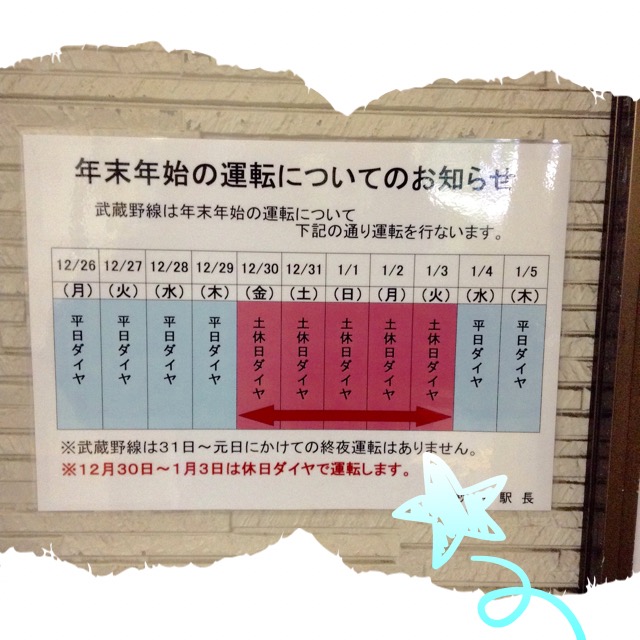 年末年始の運転についてのお知らせ
武蔵野線は年末年始の運転について
下記の通り運転を行ないます。
12/26 12/27 12/28 12/29 12/30 12/31 1/1 1/2 1/3 1/4 1/5
(月) (火) (水) (木) (金) (土) (日) (月) (火) (水) (木)
平日ダイヤ 平日ダイヤ 平日ダイヤ 平日ダイヤ 土休日ダイヤ 土休日ダイヤ 土休日ダイヤ 土休日ダイヤ 土休日ダイヤ 平日ダイヤ 平日ダイヤ
※武蔵野線は31日～元日にかけての終夜運転はありません。
※12月30日～1月3日は休日ダイヤで運転します。
駅長